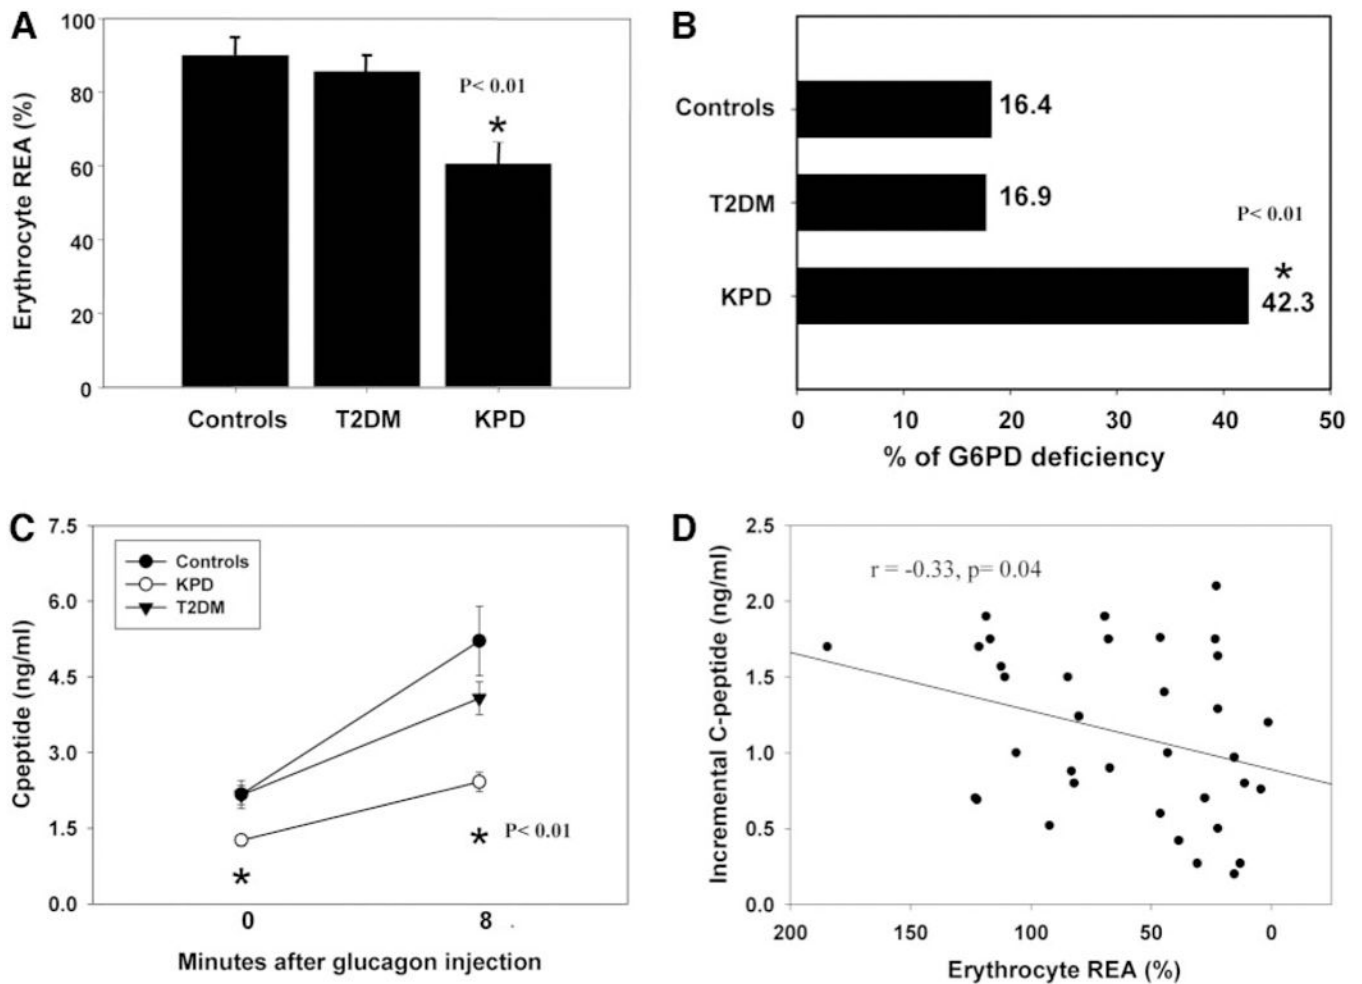 A
100
80
60
40
20
0
Erythrocyte REA (%)
P< 0.01
*
Controls T2DM KPD
B
Controls
T2DM
KPD
16.4
16.9
P< 0.01
*
42.3
0 10 20 30 40 50
% of G6PD deficiency
C
7.5
6.0
4.5
3.0
1.5
0.0
Cpeptide (ng/ml)
Controls
KPD
T2DM
* P< 0.01
*
0 8
Minutes after glucagon injection
D
2.5
2.0
1.5
1.0
0.5
0.0
Incremental C-peptide (ng/ml)
r = -0.33, p= 0.04
200 150 100 50 0
Erythrocyte REA (%)